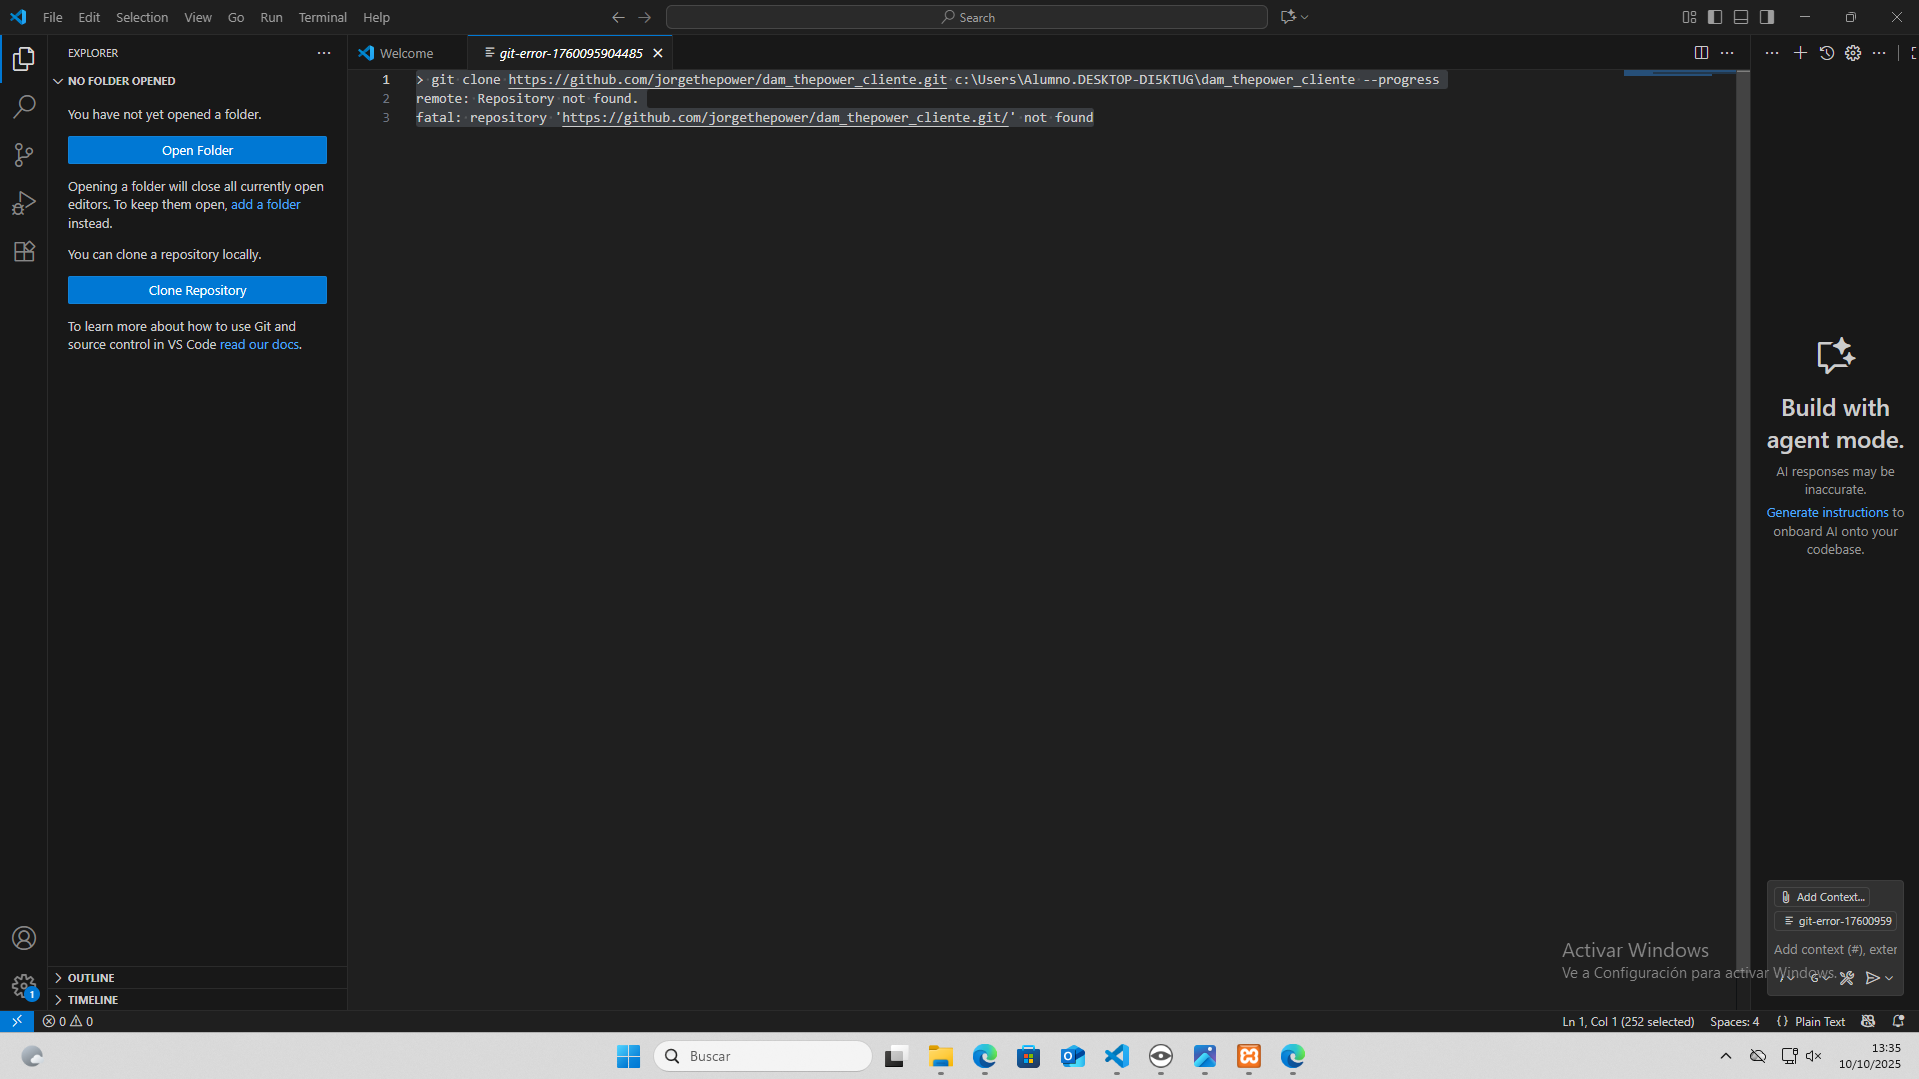 File Edit Selection View Go Run Terminal Help
Search
EXPLORER
Welcome
git-error-1760095904485
NO FOLDER OPENED
You have not yet opened a folder.
Open Folder
Opening a folder will close all currently open
editors. To keep them open, add a folder
instead.
You can clone a repository locally.
Clone Repository
To learn more about how to use Git and
source control in VS Code read our docs.
OUTLINE
TIMELINE
1 > git clone https://github.com/jorgethepower/dam_thepower_cliente.git c:\Users\Alumno.DESKTOP-DI5KTUG\dam_thepower_cliente --progress
2 remote: Repository not found.
3 fatal: repository 'https://github.com/jorgethepower/dam_thepower_cliente.git/' not found
Build with
agent mode.
AI responses may be
inaccurate.
Generate instructions to
onboard AI onto your
codebase.
Add Context...
git-error-17600959
Add context (#), exter
Activar Windows
Ve a Configuración para activar Windows.
1
0 0
Ln 1, Col 1 (252 selected) Spaces: 4 {} Plain Text
Buscar
13:35
10/10/2025